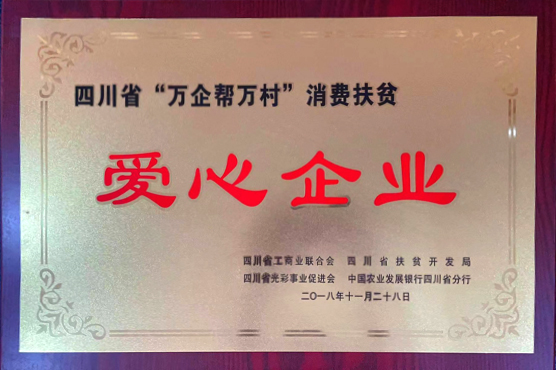 四川省“万企帮万村”消费扶贫
爱心企业
四川省工商业联合会 四川省扶贫开发局
四川省光彩事业促进会 中国农业发展银行四川省分行
二〇一八年十一月二十八日